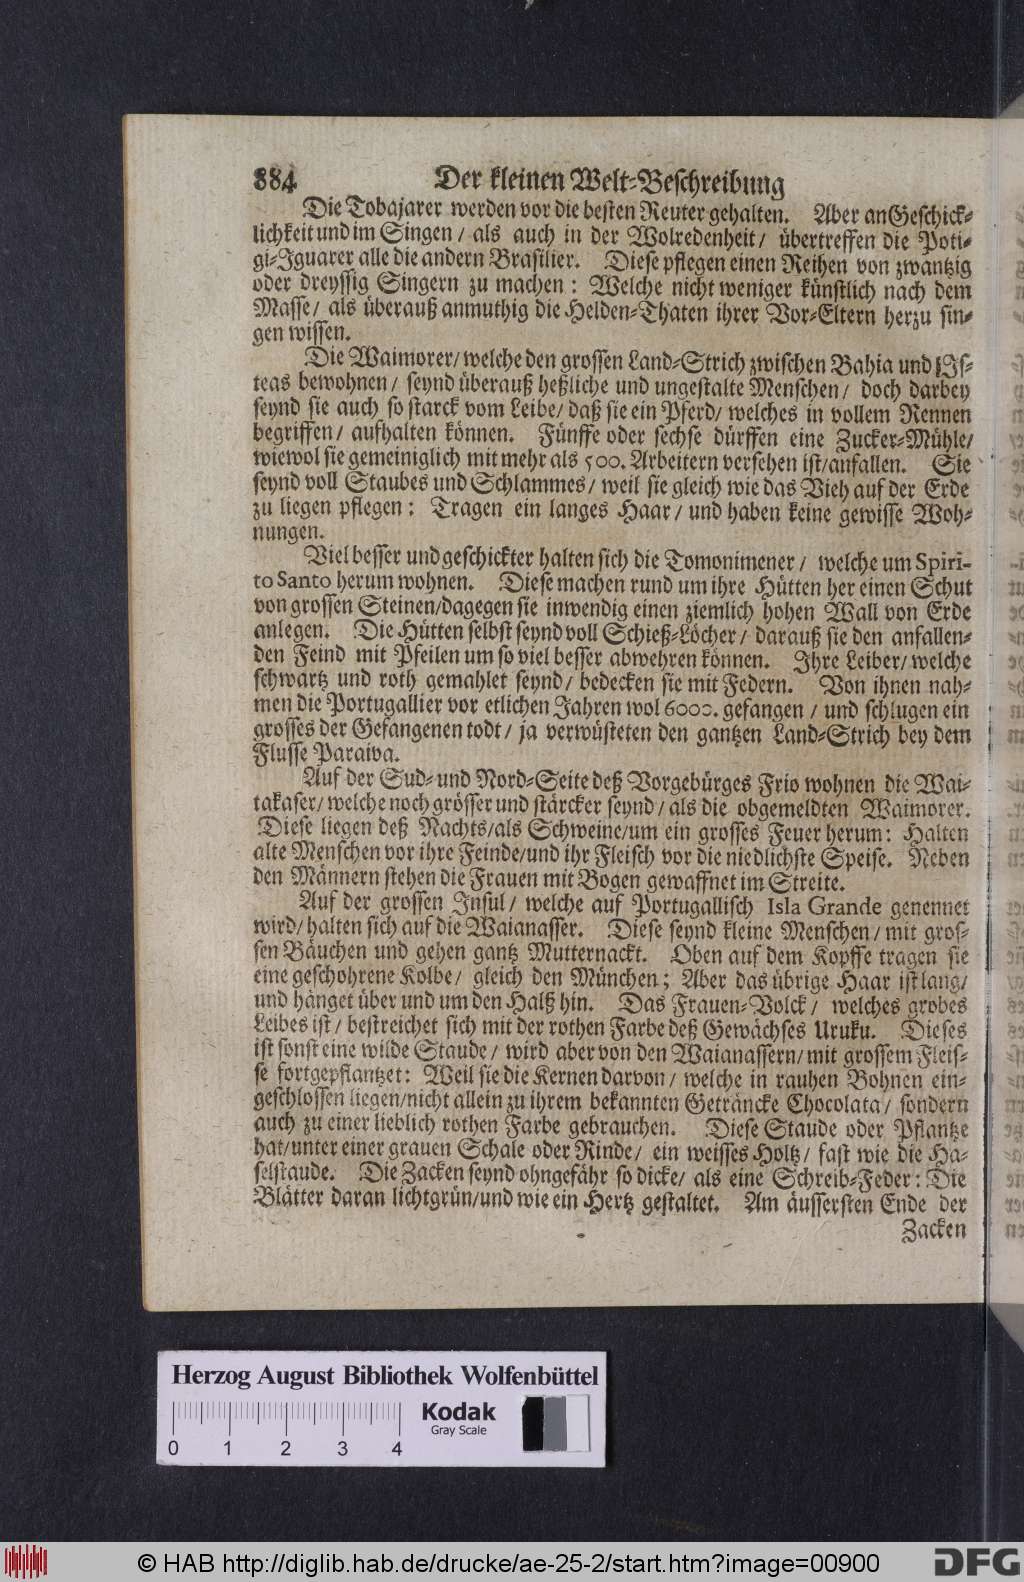 884 Der kleinen Welt-Beschreibung
Die Tobajarer werden vor die besten Reuter gehalten. Aber an Geschick-
lichkeit und im Singen / als auch in der Wolredenheit / übertreffen die Poti-
gi-Iguarer alle die andern Brasilier. Diese pflegen einen Reihen von zwantzig
oder dreyssig Singern zu machen : Welche nicht weniger künstlich nach dem
Masse / als überauß anmuthig die Helden-Thaten ihrer Vor-Eltern herzu sin-
gen wissen.
Die Waimorer / welche den grossen Land-Strich zwischen Bahia und Is-
teas bewohnen / seynd überauß heßliche und ungestalte Menschen / doch darbey
seynd sie auch so starck vom Leibe / daß sie ein Pferd / welches in vollem Rennen
begriffen / aufhalten können. Fünffe oder sechse dürffen eine Zucker-Mühle /
wiewol sie gemeiniglich mit mehr als 500. Arbeitern versehen ist / anfallen. Sie
seynd voll Staubes und Schlammes / weil sie gleich wie das Vieh auf der Erde
zu liegen pflegen : Tragen ein langes Haar / und haben keine gewisse Woh-
nungen.
Viel besser und geschickter halten sich die Tomonimener / welche um Spiri-
to Santo herum wohnen. Diese machen rund um ihre Hütten her einen Schut
von grossen Steinen / dagegen sie inwendig einen ziemlich hohen Wall von Erde
anlegen. Die Hütten selbst seynd voll Schieß-Löcher / darauß sie den anfallen-
den Feind mit Pfeilen um so viel besser abwehren können. Ihre Leiber / welche
schwartz und roth gemahlet seynd / bedecken sie mit Federn. Von ihnen nah-
men die Portugallier vor etlichen Jahren wol 6000. gefangen / und schlugen ein
grosses der Gefangenen todt / ja verwüsteten den gantzen Land-Strich bey dem
Flusse Paraiva.
Auf der Sud- und Nord-Seite deß Vorgebürges Frio wohnen die Wai-
takaser / welche noch grösser und stärcker seynd / als die obgemeldten Waimorer.
Diese liegen deß Nachts / als Schweine / um ein grosses Feuer herum : Halten
alte Menschen vor ihre Feinde / und ihr Fleisch vor die niedlichste Speise. Neben
den Männern stehen die Frauen mit Bogen gewaffnet im Streite.
Auf der grossen Insul / welche auf Portugallisch Isla Grande genennet
wird / halten sich auf die Waianasser. Diese seynd kleine Menschen / mit gros-
sen Bäuchen und gehen gantz Mutternackt. Oben auf dem Kopffe tragen sie
eine geschohrene Kolbe / gleich den München ; Aber das übrige Haar ist lang /
und hänget über und um den Halß hin. Das Frauen-Volck / welches grobes
Leibes ist / bestreichet sich mit der rothen Farbe deß Gewächses Uruku. Dieses
ist sonst eine wilde Staude / wird aber von den Waianassern / mit grossem Fleis-
se fortgepflantzet : Weil sie die Kernen darvon / welche in rauhen Bohnen ein-
geschlossen liegen / nicht allein zu ihrem bekannten Geträncke Chocolata / sondern
auch zu einer lieblich rothen Farbe gebrauchen. Diese Staude oder Pflantze
hat / unter einer grauen Schale oder Rinde / ein weisses Holtz / fast wie die Ha-
selstaude. Die Zacken seynd ohngefähr so dicke / als eine Schreib-Feder : Die
Blätter daran lichtgrün / und wie ein Hertz gestaltet. Am äussersten Ende der
Zacken
Herzog August Bibliothek Wolfenbüttel
Kodak
Gray Scale
0 1 2 3 4
© HAB http://diglib.hab.de/drucke/ae-25-2/start.htm?image=00900
DFG